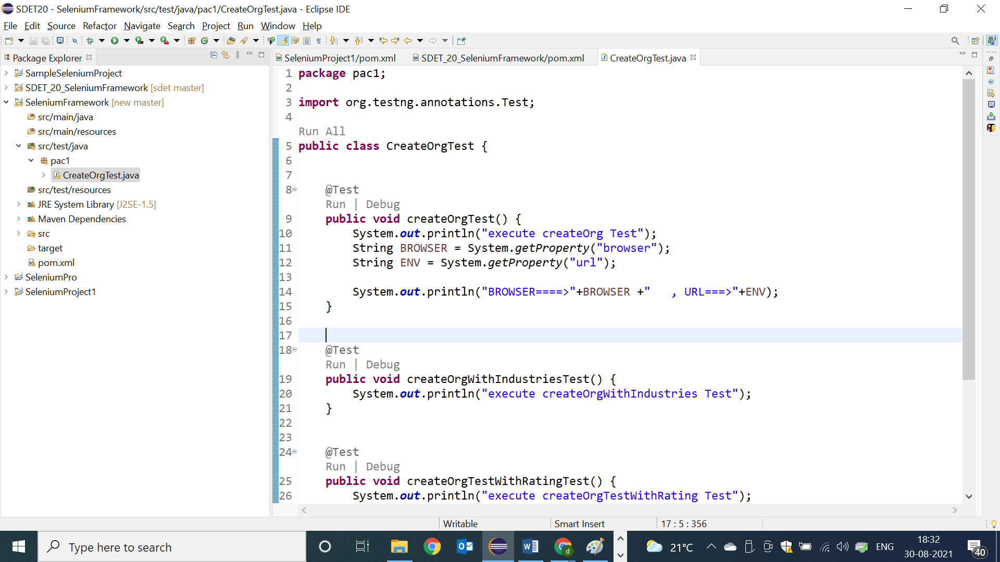 SDET20 - SeleniumFramework/src/test/java/pac1/CreateOrgTest.java - Eclipse IDE
File Edit Source Refactor Navigate Search Project Run Window Help
Package Explorer
SampleSeleniumProject
SDET_20_SeleniumFramework [sdet master]
SeleniumFramework [new master]
src/main/java
src/main/resources
src/test/java
pac1
CreateOrgTest.java
src/test/resources
JRE System Library [J2SE-1.5]
Maven Dependencies
src
target
pom.xml
SeleniumPro
SeleniumProject1
SeleniumProject1/pom.xml SDET_20_SeleniumFramework/pom.xml CreateOrgTest.java
1 package pac1;
2
3 import org.testng.annotations.Test;
4
Run All
5 public class CreateOrgTest {
6
7
8 @Test
Run | Debug
9 public void createOrgTest() {
10 System.out.println("execute createOrg Test");
11 String BROWSER = System.getProperty("browser");
12 String ENV = System.getProperty("url");
13
14 System.out.println("BROWSER====>"+BROWSER +"   , URL===>"+ENV);
15 }
16
17
18 @Test
Run | Debug
19 public void createOrgWithIndustriesTest() {
20 System.out.println("execute createOrgWithIndustries Test");
21 }
22
23
24 @Test
Run | Debug
25 public void createOrgTestWithRatingTest() {
26 System.out.println("execute createOrgTestWithRating Test");
Writable Smart Insert 17 : 5 : 356
Type here to search
21°C ENG
18:32
30-08-2021
40